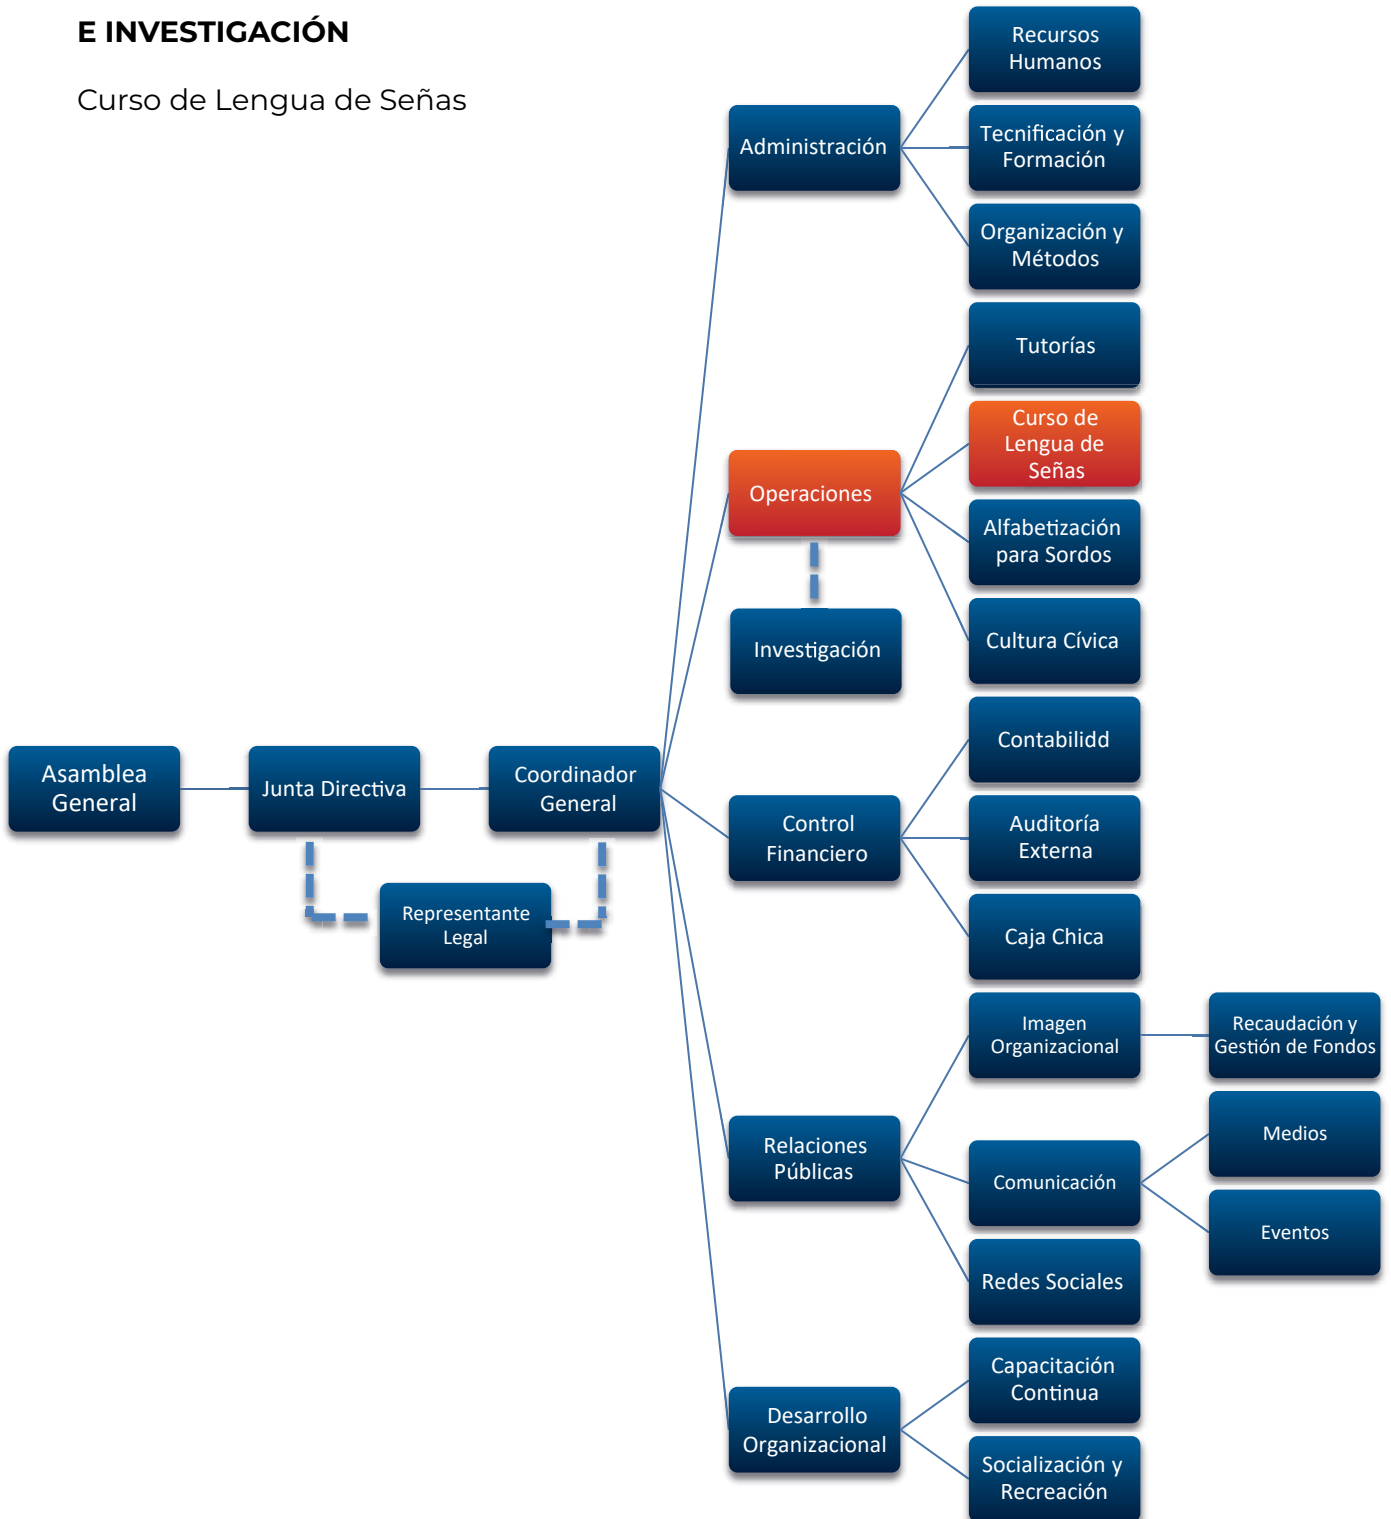 E INVESTIGACIÓN
Curso de Lengua de Señas
Asamblea
General
Junta Directiva
Coordinador
General
Representante
Legal
Administración
Recursos
Humanos
Tecnificación y
Formación
Organización y
Métodos
Operaciones
Investigación
Tutorías
Curso de
Lengua de
Señas
Alfabetización
para Sordos
Cultura Cívica
Control
Financiero
Contabilidd
Auditoría
Externa
Caja Chica
Relaciones
Públicas
Imagen
Organizacional
Recaudación y
Gestión de Fondos
Comunicación
Medios
Eventos
Redes Sociales
Desarrollo
Organizacional
Capacitación
Continua
Socialización y
Recreación